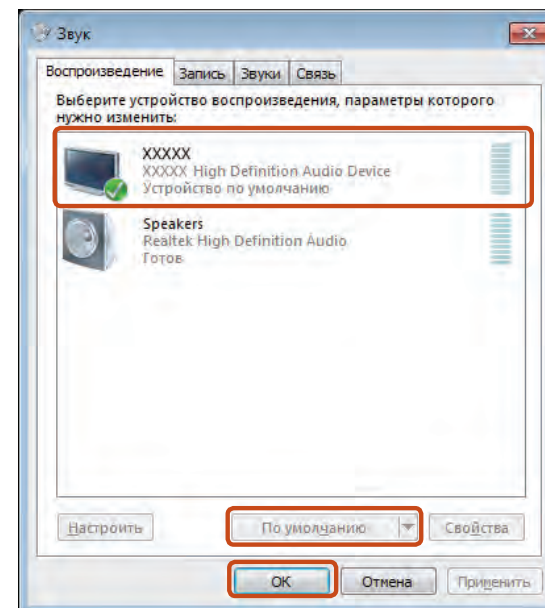 Звук
Воспроизведение Запись Звуки Связь
Выберите устройство воспроизведения, параметры которого
нужно изменить:
XXXXX
XXXXX High Definition Audio Device
Устройство по умолчанию
Speakers
Realtek High Definition Audio
Готов
Настроить По умолчанию Свойства
ОК Отмена Применить